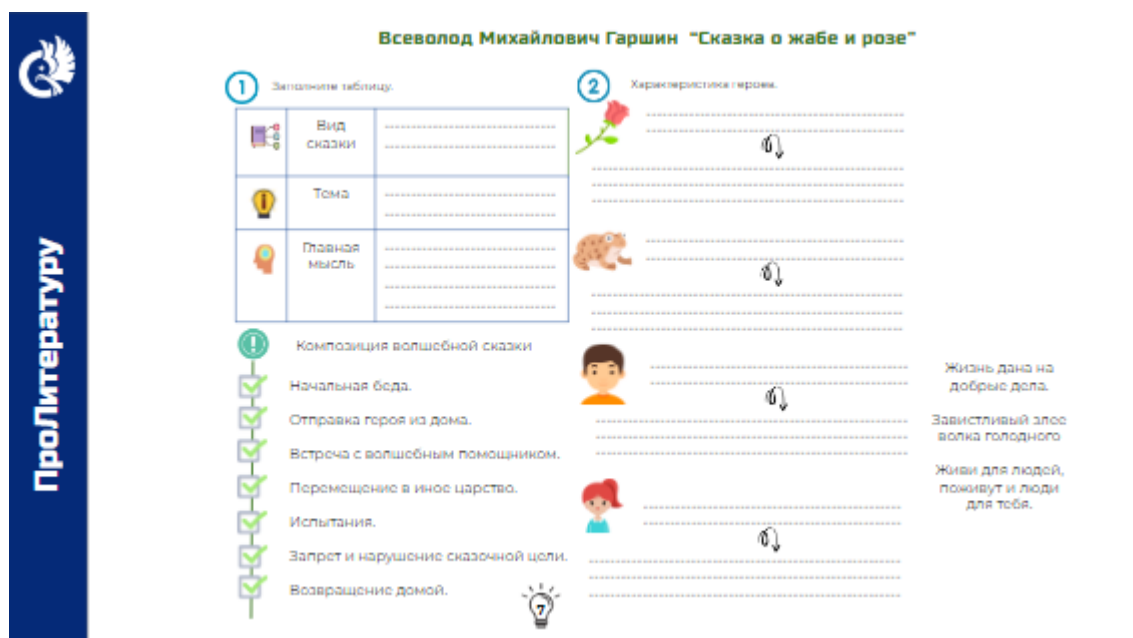 ПроЛитературу
Всеволод Михайлович Гаршин “Сказка о жабе и розе”
1
Заполните таблицу.
Вид
сказки
Тема
Главная
мысль
Композиция волшебной сказки
Начальная беда.
Отправка героя из дома.
Встреча с волшебным помощником.
Перемещение в иное царство.
Испытания.
Запрет и нарушение сказочной цели.
Возвращение домой.
7
2
Характеристика героев.
Жизнь дана на
добрые дела.
Завистливый злее
волка голодного
Живи для людей,
поживут и люди
для тебя.